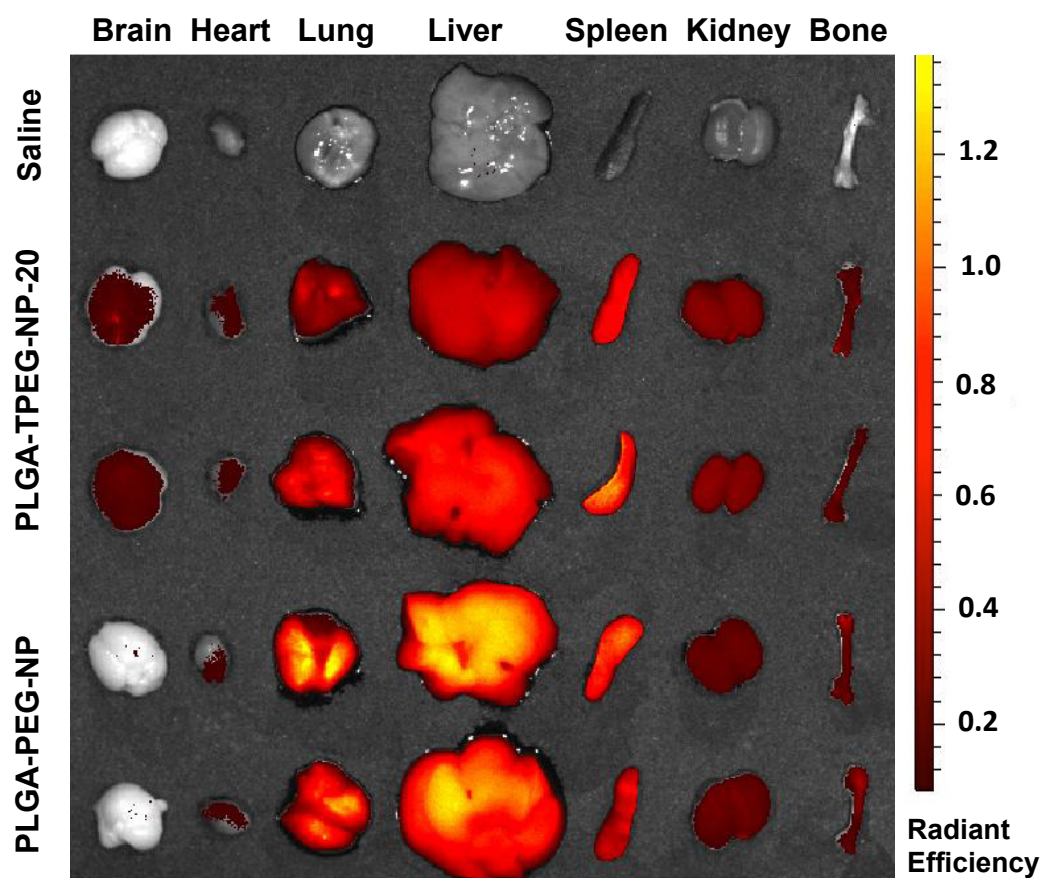 Brain Heart Lung Liver Spleen Kidney Bone
Saline
PLGA-TPEG-NP-20
PLGA-PEG-NP
1.2
1.0
0.8
0.6
0.4
0.2
Radiant
Efficiency